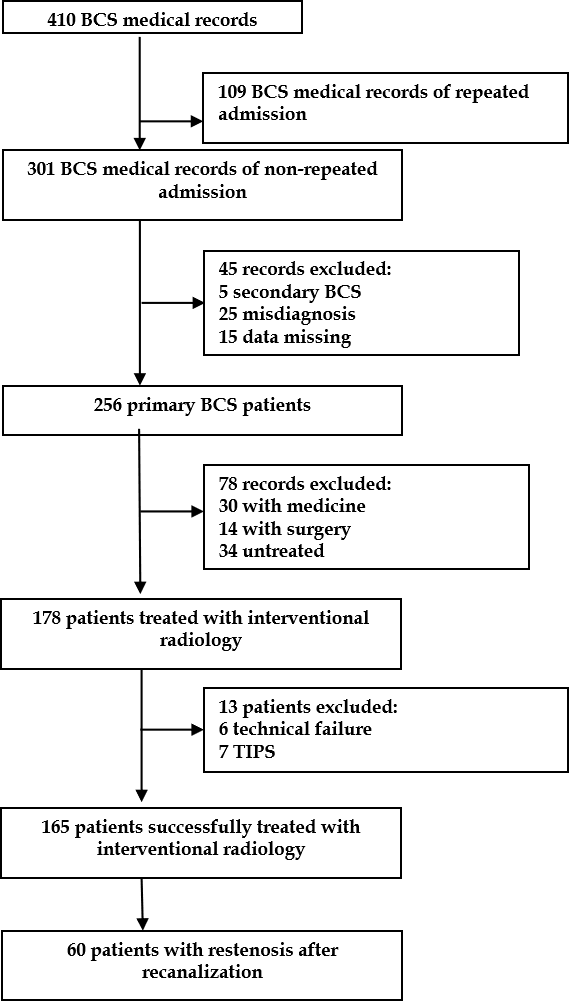 410 BCS medical records
109 BCS medical records of repeated
admission
301 BCS medical records of non-repeated
admission
45 records excluded:
5 secondary BCS
25 misdiagnosis
15 data missing
256 primary BCS patients
78 records excluded:
30 with medicine
14 with surgery
34 untreated
178 patients treated with interventional
radiology
13 patients excluded:
6 technical failure
7 TIPS
165 patients successfully treated with
interventional radiology
60 patients with restenosis after
recanalization